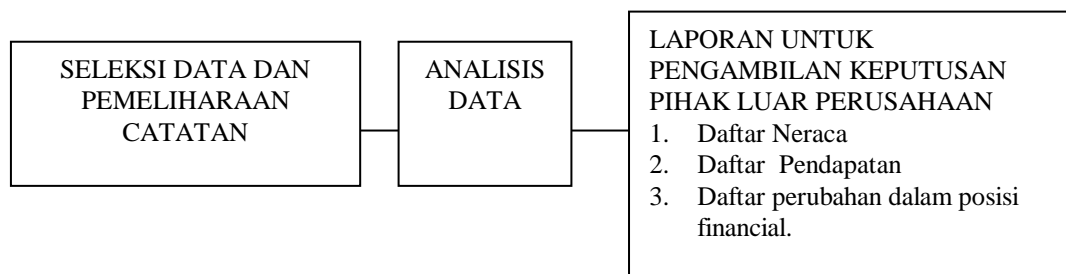 SELEKSI DATA DAN
PEMELIHARAAN
CATATAN
ANALISIS
DATA
LAPORAN UNTUK
PENGAMBILAN KEPUTUSAN
PIHAK LUAR PERUSAHAAN
1. Daftar Neraca
2. Daftar Pendapatan
3. Daftar perubahan dalam posisi
financial.